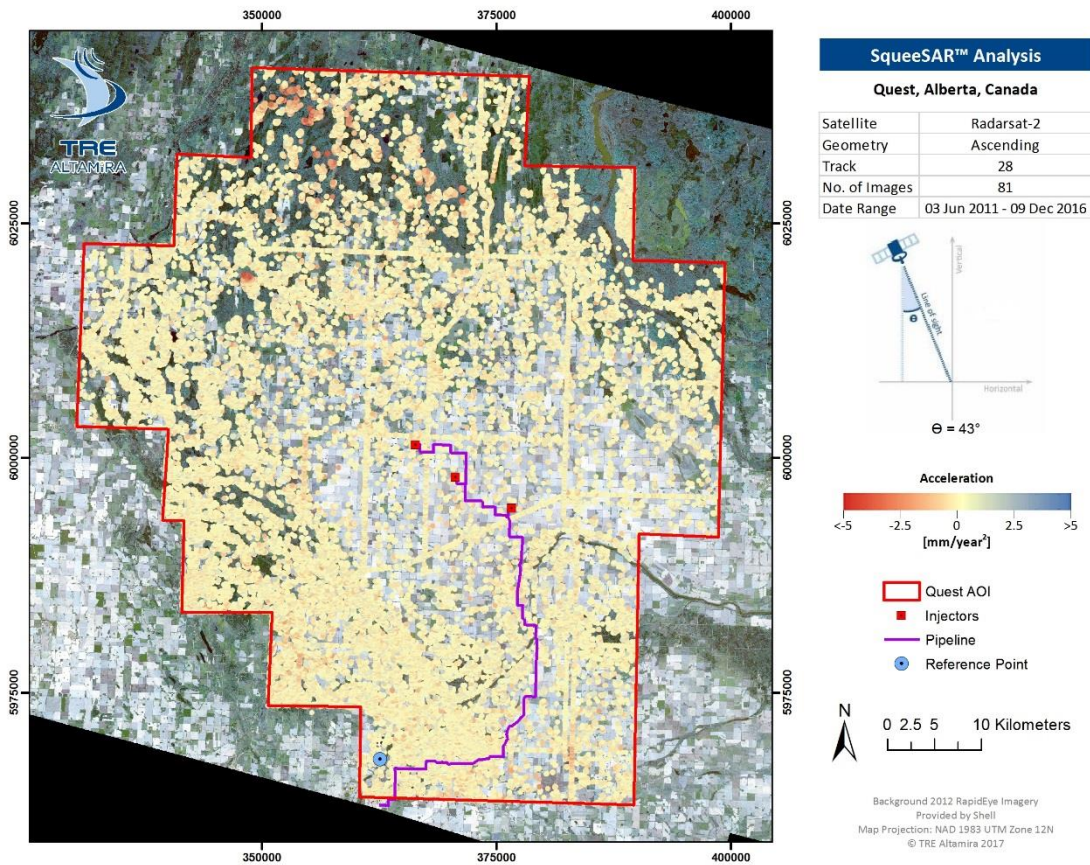 350000 375000 400000
TRE
ALTAMIRA
6025000
6000000
5975000
6025000
6000000
5975000
350000 375000 400000
SqueeSAR™ Analysis
Quest, Alberta, Canada
Satellite Radarsat-2
Geometry Ascending
Track 28
No. of Images 81
Date Range 03 Jun 2011 - 09 Dec 2016
Vertical
Line of sight
Ɵ
Horizontal
Ɵ = 43°
Acceleration
<-5 -2.5 0 2.5 >5
[mm/year²]
Quest AOI
Injectors
Pipeline
Reference Point
N
0 2.5 5 10 Kilometers
Background 2012 RapidEye Imagery
Provided by Shell
Map Projection: NAD 1983 UTM Zone 12N
© TRE Altamira 2017